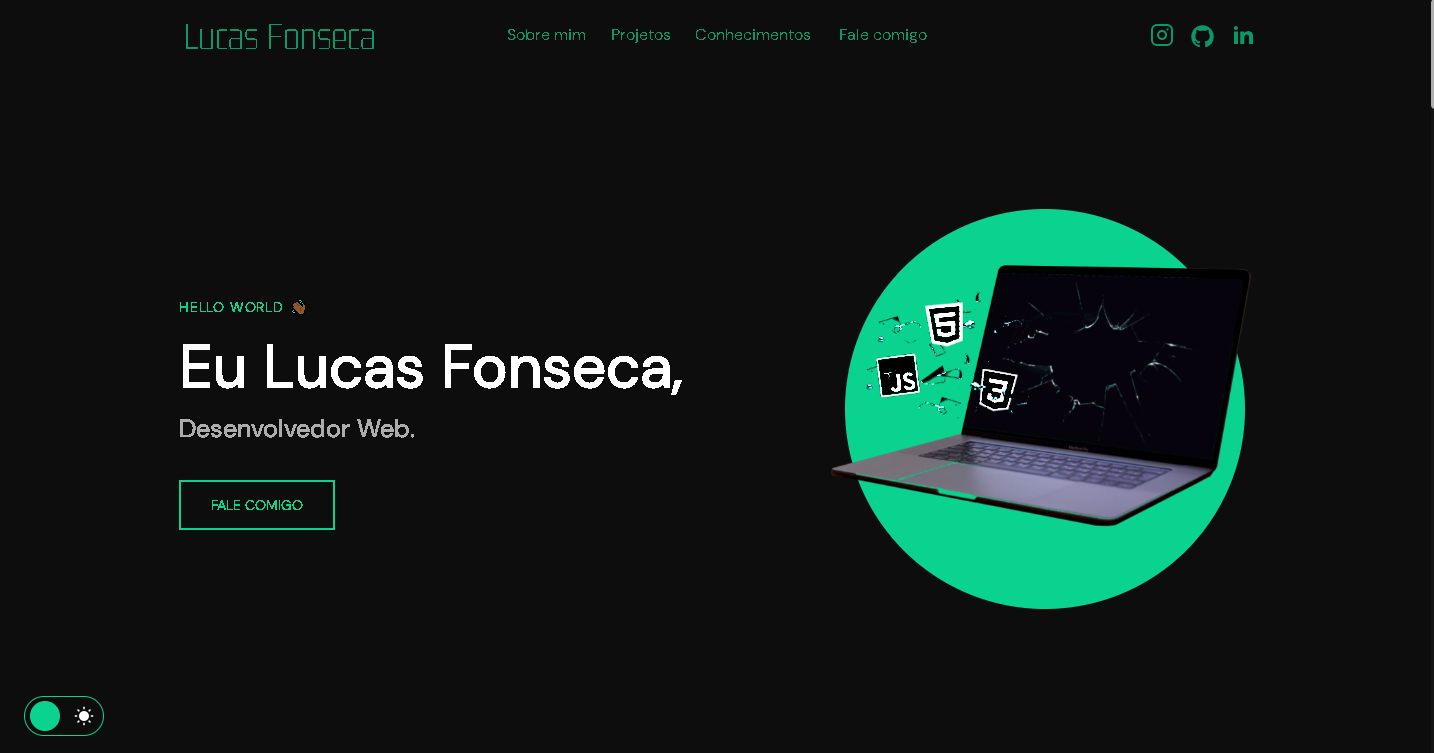 Lucas Fonseca
Sobre mim Projetos Conhecimentos Fale comigo
HELLO WORLD 👋🏾
Eu Lucas Fonseca,
Desenvolvedor Web.
FALE COMIGO
5
JS
3